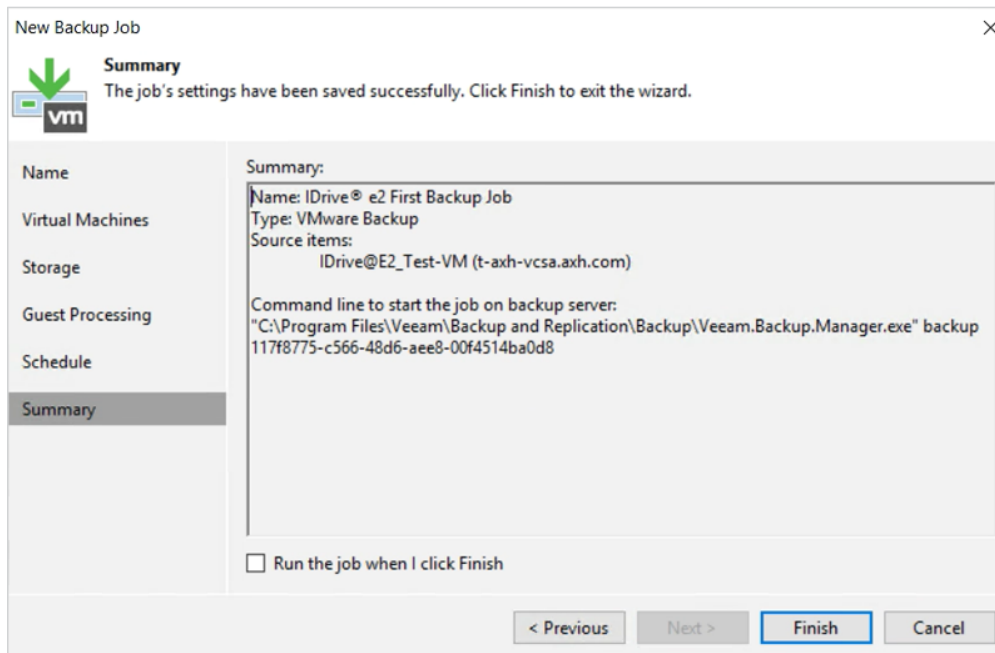 New Backup Job
Summary
The job's settings have been saved successfully. Click Finish to exit the wizard.
vm
Name
Virtual Machines
Storage
Guest Processing
Schedule
Summary
Summary:
Name: IDrive® e2 First Backup Job
Type: VMware Backup
Source items:
IDrive@E2_Test-VM (t-axh-vcsa.axh.com)
Command line to start the job on backup server:
"C:\Program Files\Veeam\Backup and Replication\Backup\Veeam.Backup.Manager.exe" backup
117f8775-c566-48d6-aee8-00f4514ba0d8
Run the job when I click Finish
< Previous
Next >
Finish
Cancel